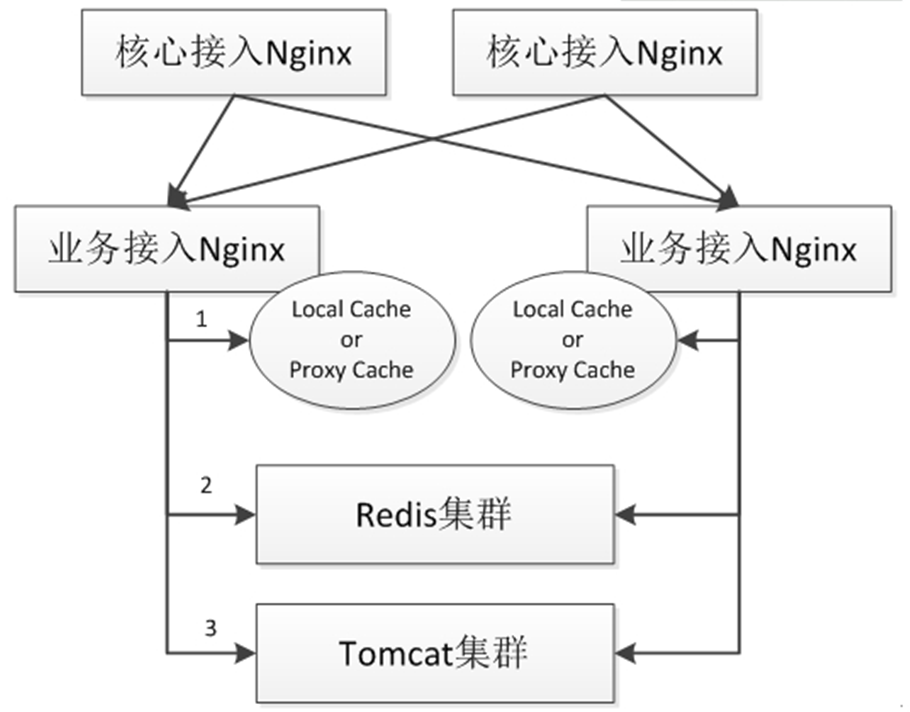 核心接入Nginx
核心接入Nginx
业务接入Nginx
业务接入Nginx
1
Local Cache
or
Proxy Cache
Local Cache
or
Proxy Cache
2
Redis集群
3
Tomcat集群